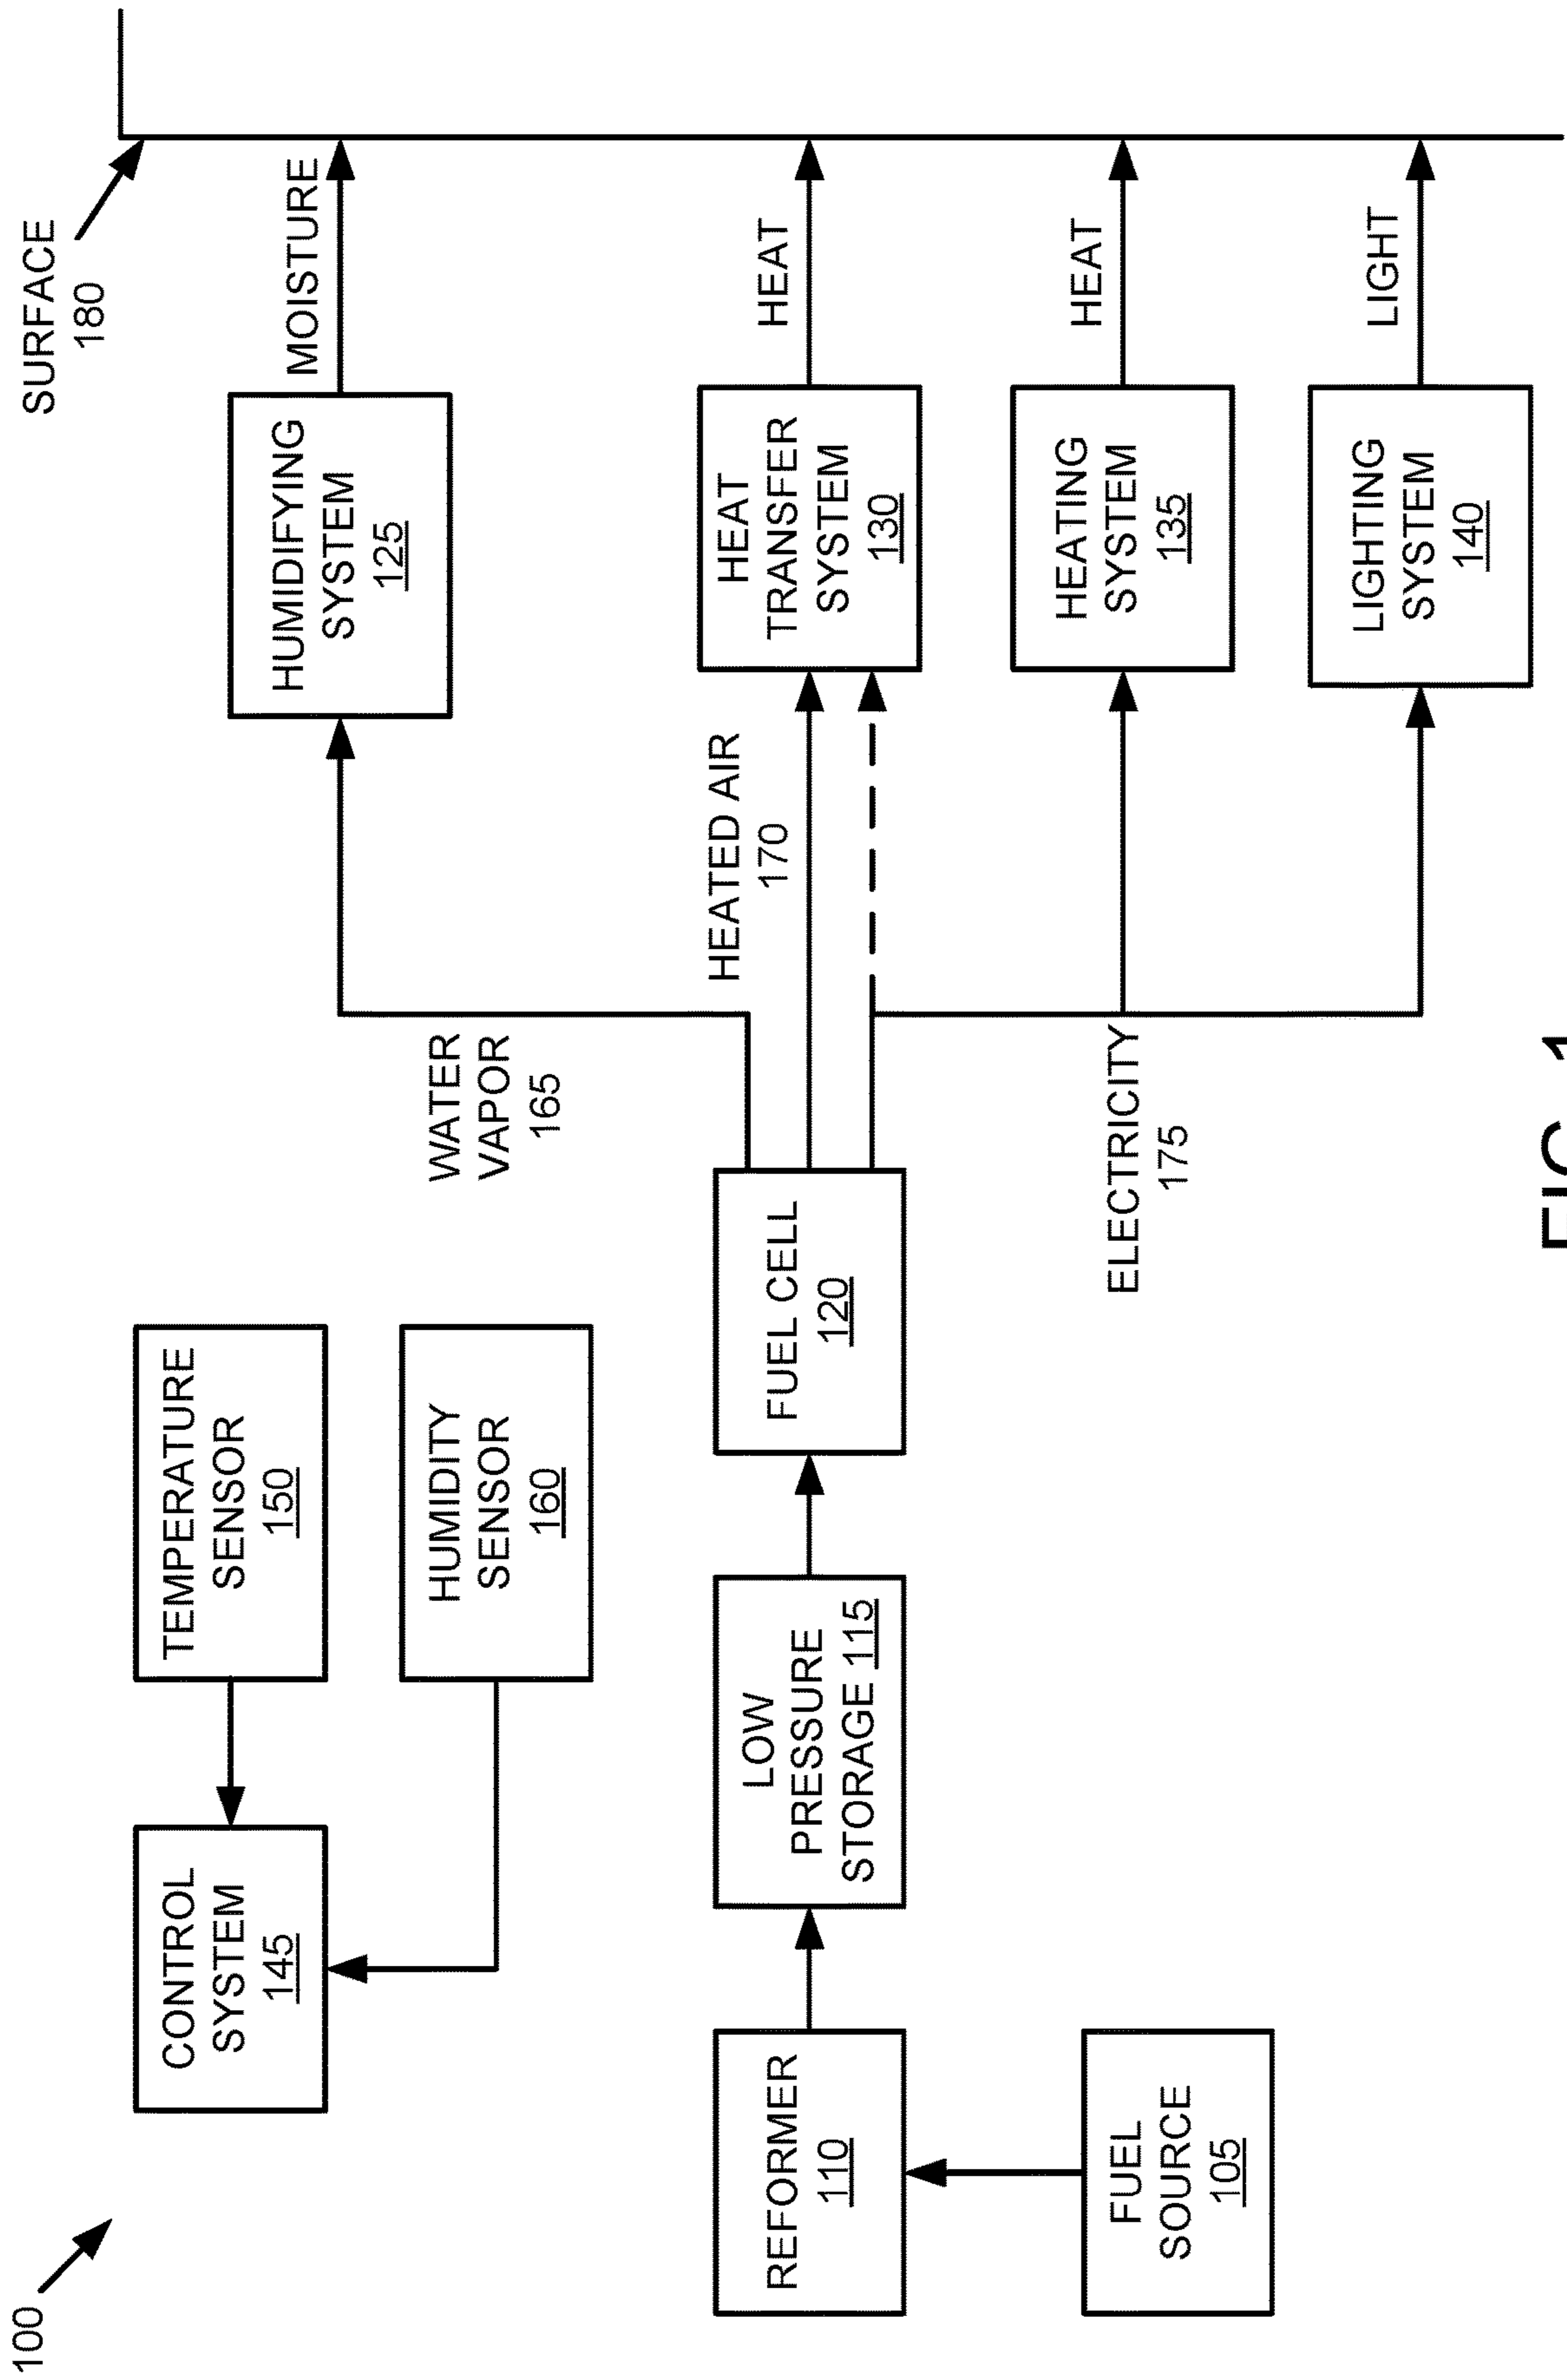 100
SURFACE
180
CONTROL
SYSTEM
145
TEMPERATURE
SENSOR
150
HUMIDITY
SENSOR
160
HUMIDIFYING
SYSTEM
125
MOISTURE
WATER
VAPOR
165
REFORMER
110
LOW
PRESSURE
STORAGE 115
FUEL CELL
120
HEATED AIR
170
HEAT
TRANSFER
SYSTEM
130
HEAT
FUEL
SOURCE
105
ELECTRICITY
175
HEATING
SYSTEM
135
HEAT
LIGHTING
SYSTEM
140
LIGHT